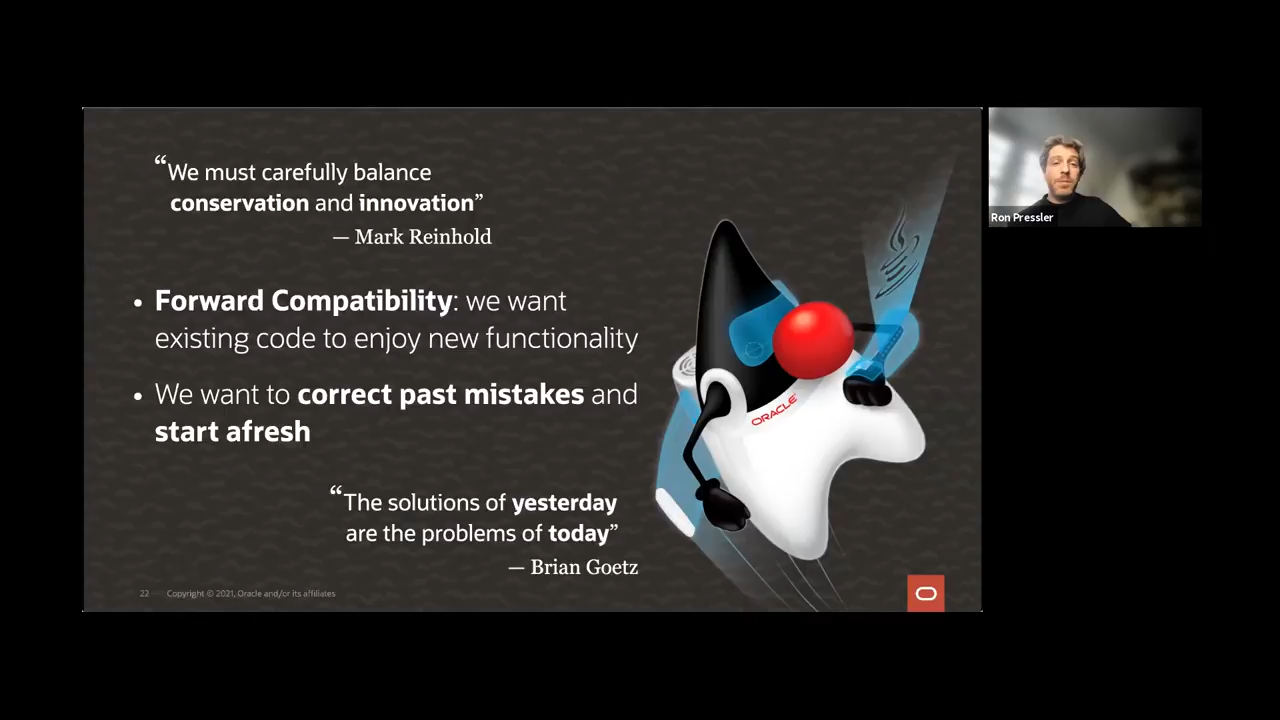 “We must carefully balance
conservation and innovation”
— Mark Reinhold
• Forward Compatibility: we want
existing code to enjoy new functionality
• We want to correct past mistakes and
start afresh
“The solutions of yesterday
are the problems of today”
— Brian Goetz
22 Copyright © 2021, Oracle and/or its affiliates
ORACLE
Ron Pressler